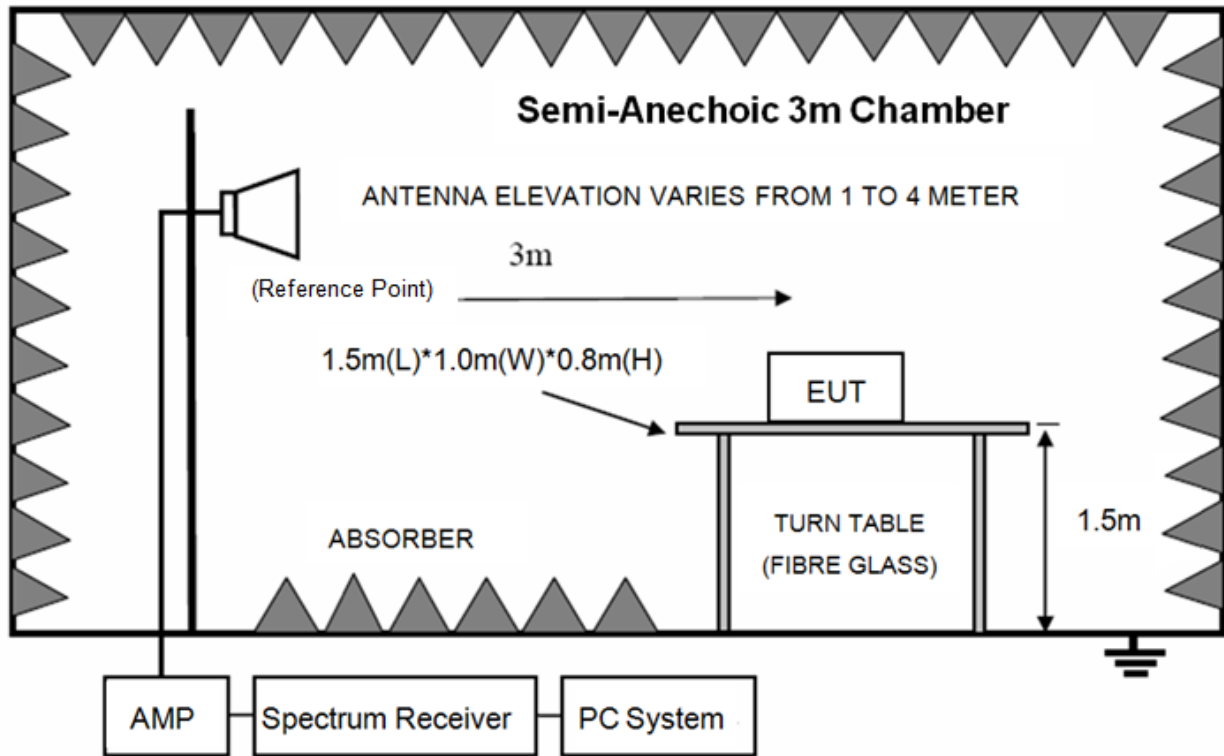 Semi-Anechoic 3m Chamber
ANTENNA ELEVATION VARIES FROM 1 TO 4 METER
3m
(Reference Point)
1.5m(L)*1.0m(W)*0.8m(H)
EUT
1.5m
TURN TABLE
(FIBRE GLASS)
ABSORBER
AMP
Spectrum Receiver
PC System